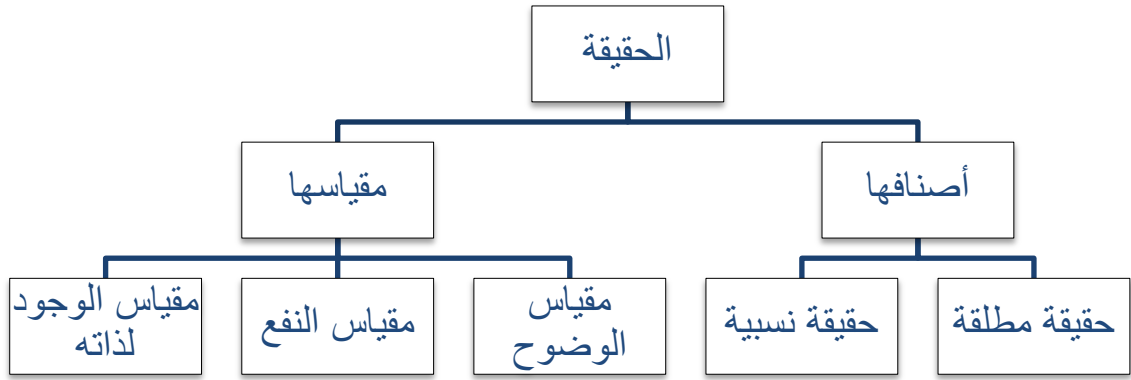 الحقيقة
أصنافها
مقياسها
حقيقة مطلقة
حقيقة نسبية
مقياس
الوضوح
مقياس النفع
مقياس الوجود
لذاته